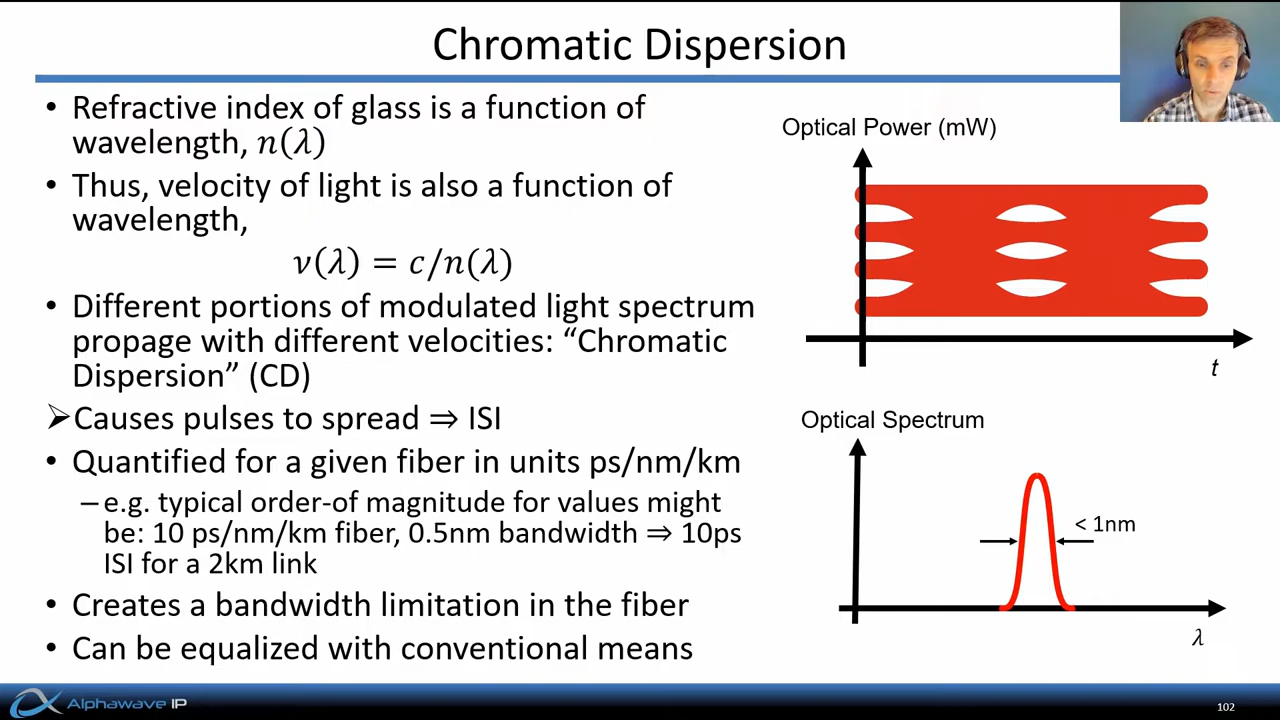 Chromatic Dispersion
• Refractive index of glass is a function of
wavelength, n(λ)
• Thus, velocity of light is also a function of
wavelength,
v(λ) = c/n(λ)
• Different portions of modulated light spectrum
propage with different velocities: “Chromatic
Dispersion” (CD)
➢Causes pulses to spread ⇒ ISI
• Quantified for a given fiber in units ps/nm/km
–e.g. typical order-of magnitude for values might
be: 10 ps/nm/km fiber, 0.5nm bandwidth ⇒ 10ps
ISI for a 2km link
• Creates a bandwidth limitation in the fiber
• Can be equalized with conventional means
Optical Power (mW)
t
Optical Spectrum
< 1nm
λ
Alphawave IP
102